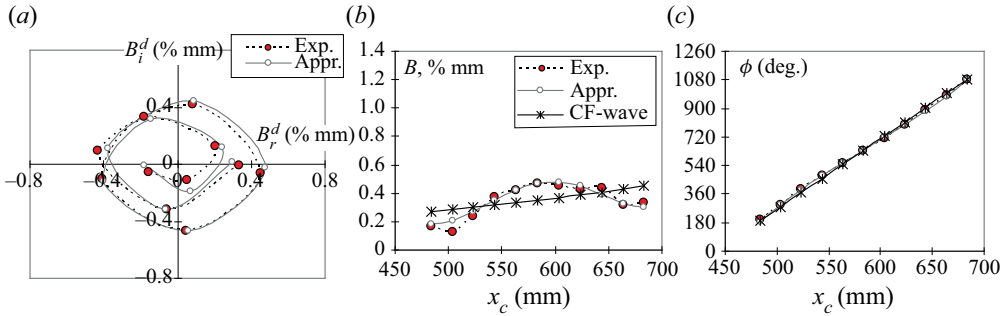 (a)
B_i^d (% mm)
Exp.
Appr.
0.4
B_r^d (% mm)
–0.8
–0.4
0
0.4
0.8
0
–0.4
–0.8
(b)
B, % mm
Exp.
Appr.
CF-wave
1.4
1.2
1.0
0.8
0.6
0.4
0.2
0
450 500 550 600 650 700
x_c (mm)
(c)
ϕ (deg.)
1260
1080
900
720
540
360
180
0
450 500 550 600 650 700
x_c (mm)